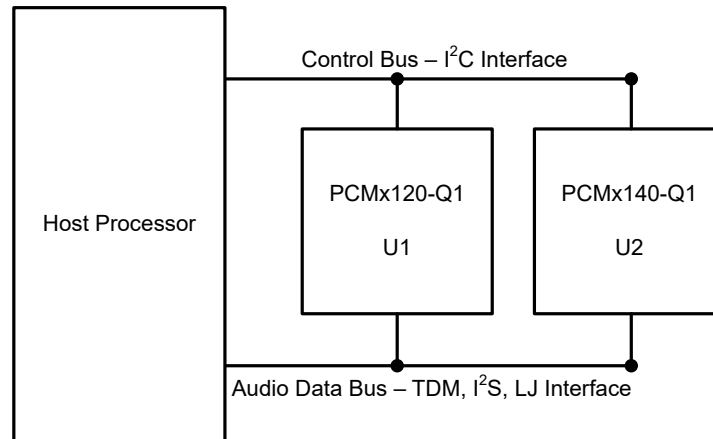 Control Bus – I²C Interface
Host Processor
PCMx120-Q1
U1
PCMx140-Q1
U2
Audio Data Bus – TDM, I²S, LJ Interface